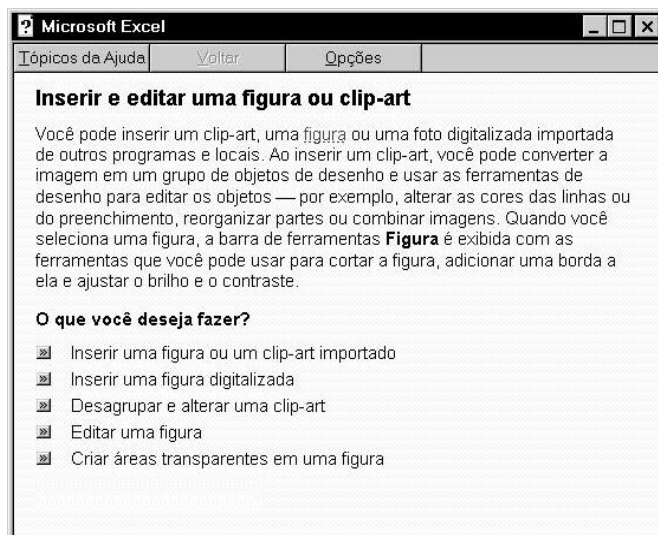 Microsoft Excel
Tópicos da Ajuda Voltar Opções
Inserir e editar uma figura ou clip-art
Você pode inserir um clip-art, uma figura ou uma foto digitalizada importada
de outros programas e locais. Ao inserir um clip-art, você pode converter a
imagem em um grupo de objetos de desenho e usar as ferramentas de
desenho para editar os objetos — por exemplo, alterar as cores das linhas ou
do preenchimento, reorganizar partes ou combinar imagens. Quando você
seleciona uma figura, a barra de ferramentas Figura é exibida com as
ferramentas que você pode usar para cortar a figura, adicionar uma borda a
ela e ajustar o brilho e o contraste.
O que você deseja fazer?
Inserir uma figura ou um clip-art importado
Inserir uma figura digitalizada
Desagrupar e alterar uma clip-art
Editar uma figura
Criar áreas transparentes em uma figura